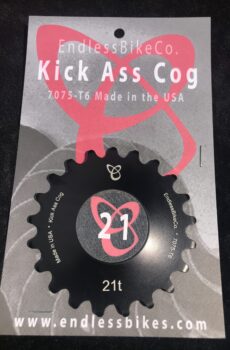 EndlessBikeCo.
Kick Ass Cog
7075-T6 Made in the USA
Made in USA • Kick Ass Cog
EndlessBikeCo. • 7075-T6
21
21t
www.endlessbikes.com